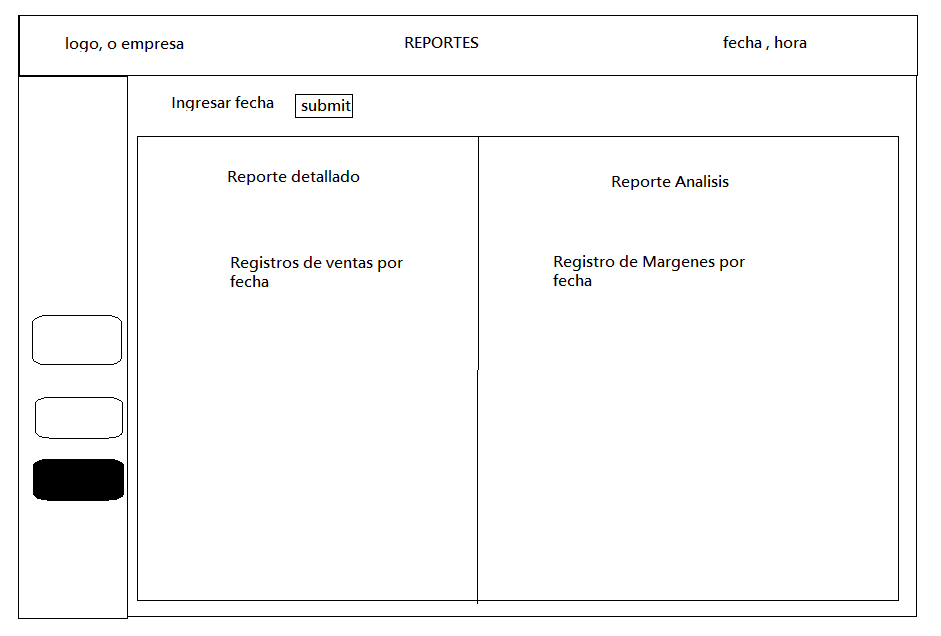 logo, o empresa
REPORTES
fecha , hora
Ingresar fecha
submit
Reporte detallado
Reporte Analisis
Registros de ventas por
fecha
Registro de Margenes por
fecha